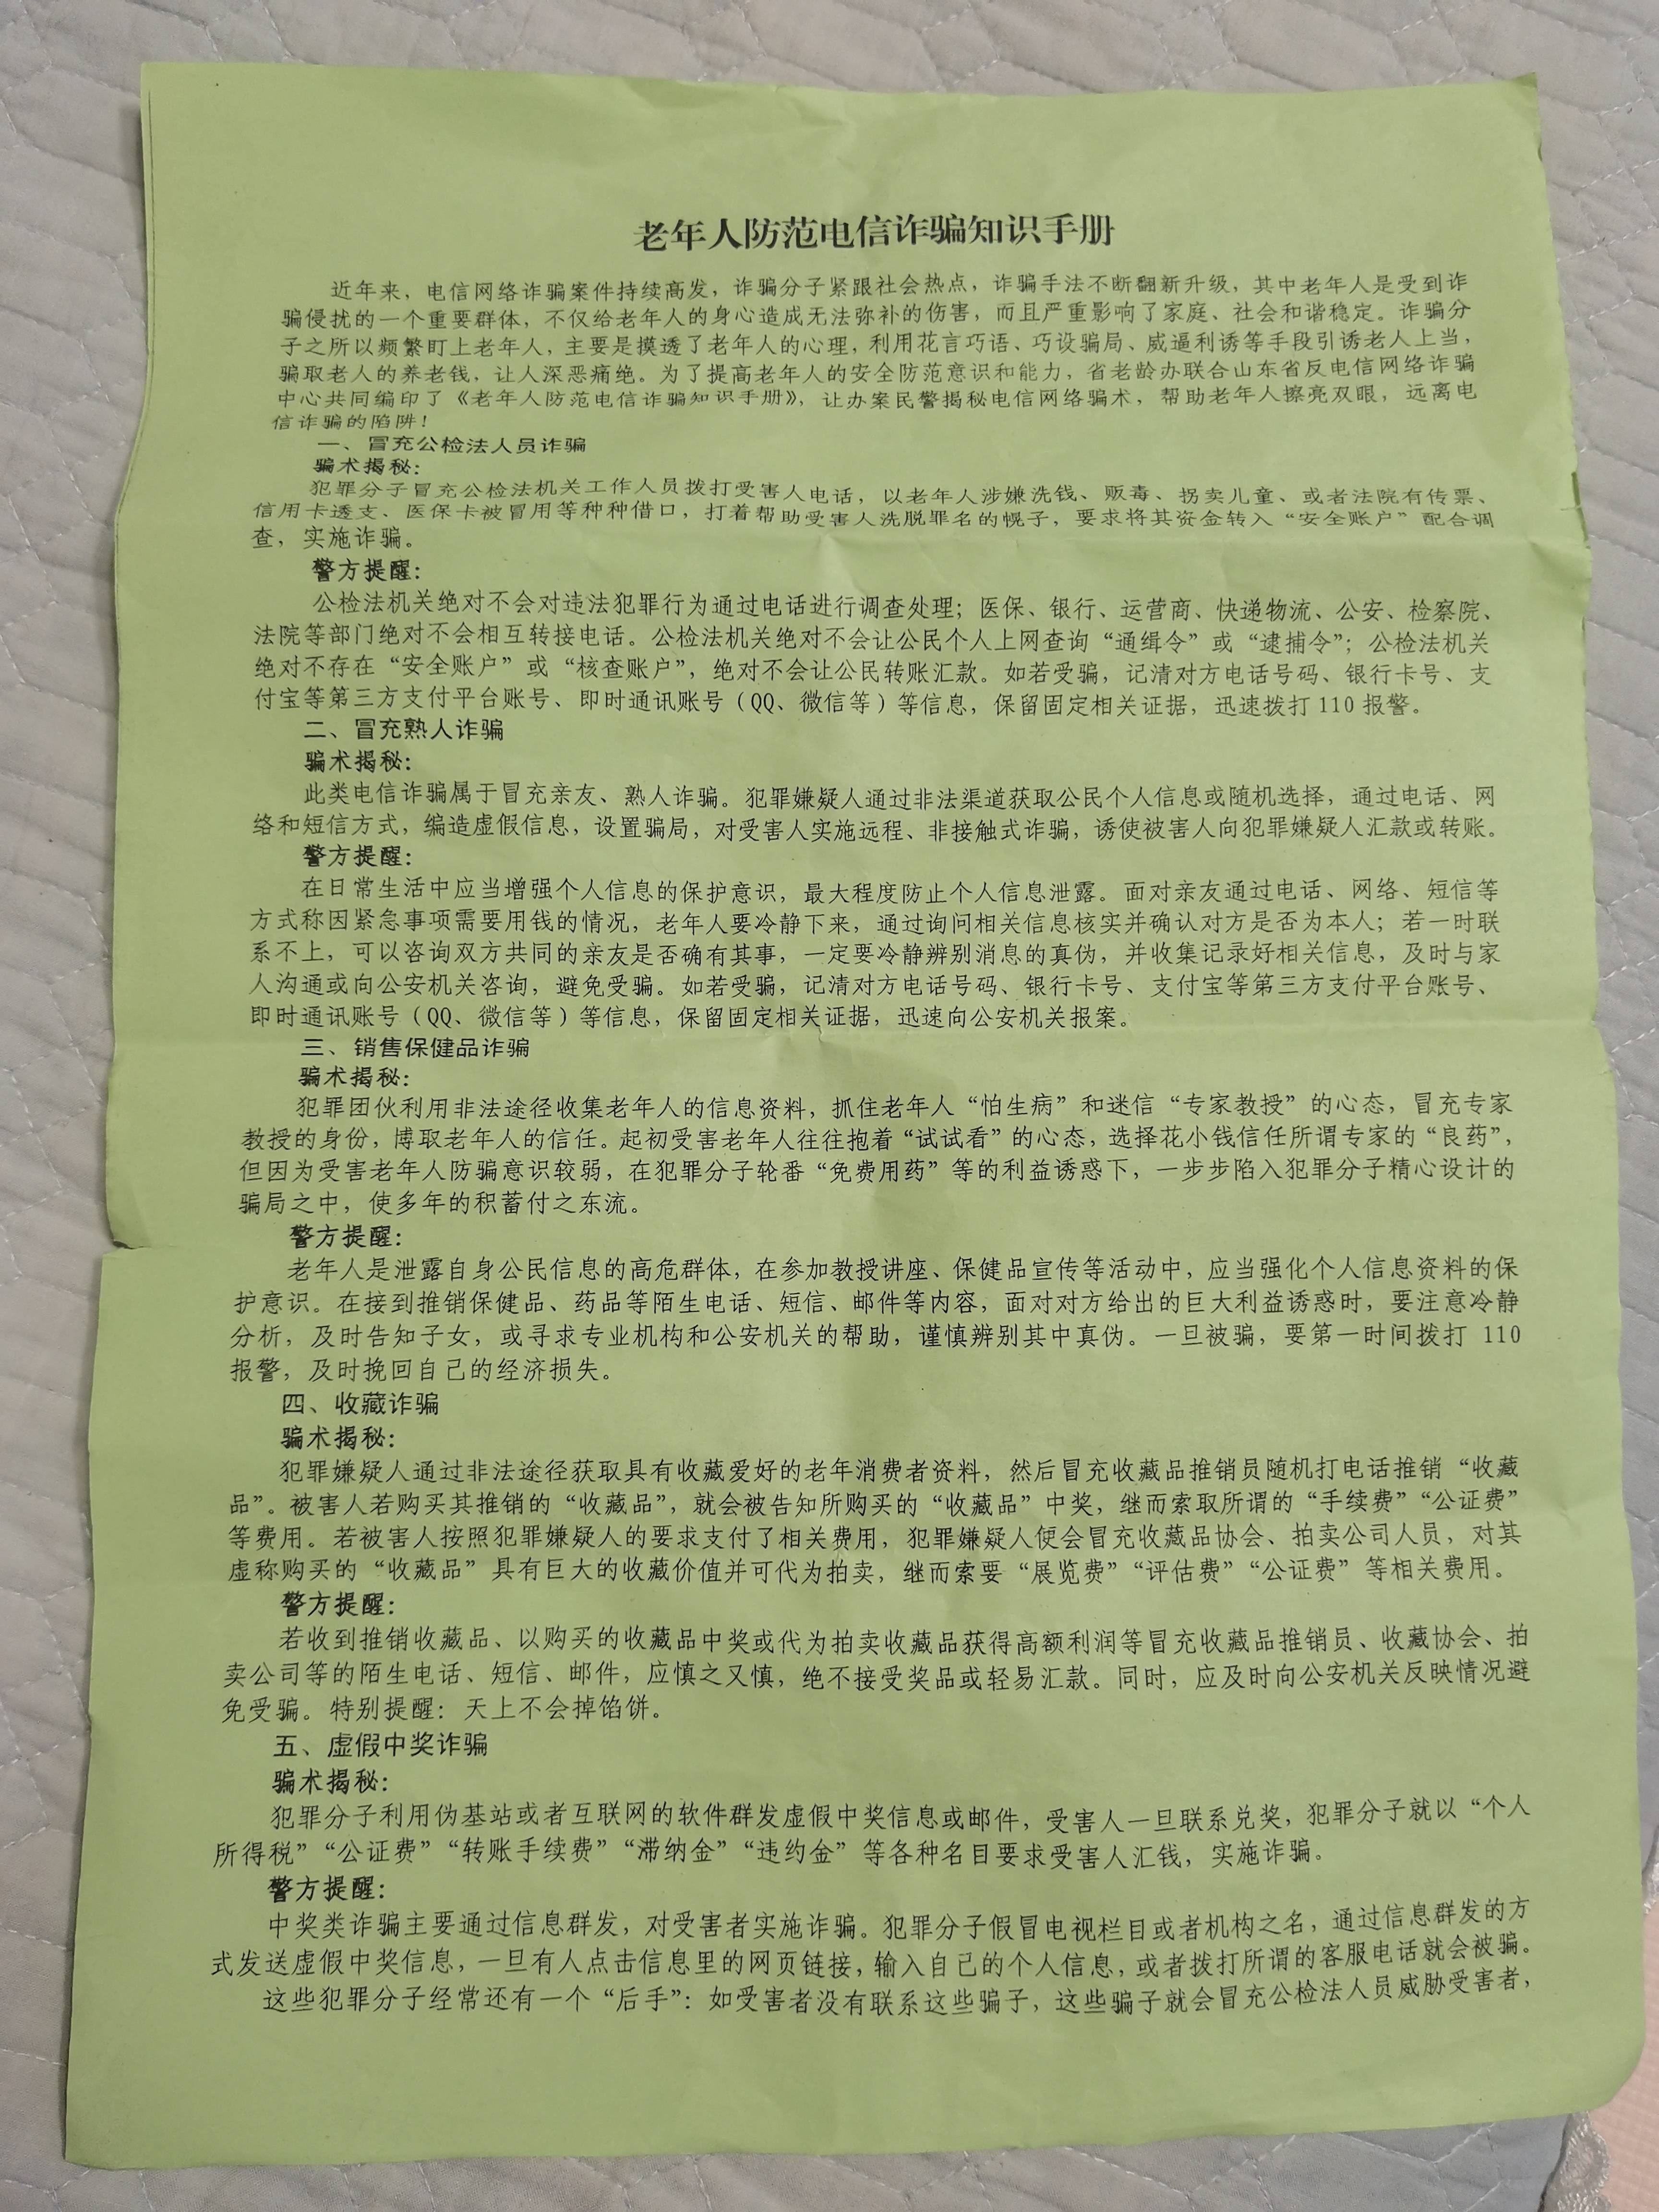 老年人防范电信诈骗知识手册
近年来，电信网络诈骗案件持续高发，诈骗分子紧跟社会热点，诈骗手法不断翻新升级，其中老年人是受到诈
骗侵扰的一个重要群体，不仅给老年人的身心造成无法弥补的伤害，而且严重影响了家庭、社会和谐稳定。诈骗分
子之所以频繁盯上老年人，主要是摸透了老年人的心理，利用花言巧语、巧设骗局、威逼利诱等手段引诱老人上当，
骗取老人的养老钱，让人深恶痛绝。为了提高老年人的安全防范意识和能力，省老龄办联合山东省反电信网络诈骗
中心共同编印了《老年人防范电信诈骗知识手册》，让办案民警揭秘电信网络骗术，帮助老年人擦亮双眼，远离电
信诈骗的陷阱！
一、冒充公检法人员诈骗
骗术揭秘：
犯罪分子冒充公检法机关工作人员拨打受害人电话，以老年人涉嫌洗钱、贩毒、拐卖儿童、或者法院有传票、
信用卡透支、医保卡被冒用等种种借口，打着帮助受害人洗脱罪名的幌子，要求将其资金转入“安全账户”配合调
查，实施诈骗。
警方提醒：
公检法机关绝对不会对违法犯罪行为通过电话进行调查处理；医保、银行、运营商、快递物流、公安、检察院、
法院等部门绝对不会相互转接电话。公检法机关绝对不会让公民个人上网查询“通缉令”或“逮捕令”；公检法机关
绝对不存在“安全账户”或“核查账户”，绝对不会让公民转账汇款。如若受骗，记清对方电话号码、银行卡号、支
付宝等第三方支付平台账号、即时通讯账号（QQ、微信等）等信息，保留固定相关证据，迅速拨打110报警。
二、冒充熟人诈骗
骗术揭秘：
此类电信诈骗属于冒充亲友、熟人诈骗。犯罪嫌疑人通过非法渠道获取公民个人信息或随机选择，通过电话、网
络和短信方式，编造虚假信息，设置骗局，对受害人实施远程、非接触式诈骗，诱使被害人向犯罪嫌疑人汇款或转账。
警方提醒：
在日常生活中应当增强个人信息的保护意识，最大程度防止个人信息泄露。面对亲友通过电话、网络、短信等
方式称因紧急事项需要用钱的情况，老年人要冷静下来，通过询问相关信息核实并确认对方是否为本人；若一时联
系不上，可以咨询双方共同的亲友是否确有其事，一定要冷静辨别消息的真伪，并收集记录好相关信息，及时与家
人沟通或向公安机关咨询，避免受骗。如若受骗，记清对方电话号码、银行卡号、支付宝等第三方支付平台账号、
即时通讯账号（QQ、微信等）等信息，保留固定相关证据，迅速向公安机关报案。
三、销售保健品诈骗
骗术揭秘：
犯罪团伙利用非法途径收集老年人的信息资料，抓住老年人“怕生病”和迷信“专家教授”的心态，冒充专家
教授的身份，博取老年人的信任。起初受害老年人往往抱着“试试看”的心态，选择花小钱信任所谓专家的“良药”，
但因为受害老年人防骗意识较弱，在犯罪分子轮番“免费用药”等的利益诱惑下，一步步陷入犯罪分子精心设计的
骗局之中，使多年的积蓄付之东流。
警方提醒：
老年人是泄露自身公民信息的高危群体，在参加教授讲座、保健品宣传等活动中，应当强化个人信息资料的保
护意识。在接到推销保健品、药品等陌生电话、短信、邮件等内容，面对对方给出的巨大利益诱惑时，要注意冷静
分析，及时告知子女，或寻求专业机构和公安机关的帮助，谨慎辨别其中真伪。一旦被骗，要第一时间拨打 110
报警，及时挽回自己的经济损失。
四、收藏诈骗
骗术揭秘：
犯罪嫌疑人通过非法途径获取具有收藏爱好的老年消费者资料，然后冒充收藏品推销员随机打电话推销“收藏
品”。被害人若购买其推销的“收藏品”，就会被告知所购买的“收藏品”中奖，继而索取所谓的“手续费”“公证费”
等费用。若被害人按照犯罪嫌疑人的要求支付了相关费用，犯罪嫌疑人便会冒充收藏品协会、拍卖公司人员，对其
虚称购买的“收藏品”具有巨大的收藏价值并可代为拍卖，继而索要“展览费”“评估费”“公证费”等相关费用。
警方提醒：
若收到推销收藏品、以购买的收藏品中奖或代为拍卖收藏品获得高额利润等冒充收藏品推销员、收藏协会、拍
卖公司等的陌生电话、短信、邮件，应慎之又慎，绝不接受奖品或轻易汇款。同时，应及时向公安机关反映情况避
免受骗。特别提醒：天上不会掉馅饼。
五、虚假中奖诈骗
骗术揭秘：
犯罪分子利用伪基站或者互联网的软件群发虚假中奖信息或邮件，受害人一旦联系兑奖，犯罪分子就以“个人
所得税”“公证费”“转账手续费”“滞纳金”“违约金”等各种名目要求受害人汇钱，实施诈骗。
警方提醒：
中奖类诈骗主要通过信息群发，对受害者实施诈骗。犯罪分子假冒电视栏目或者机构之名，通过信息群发的方
式发送虚假中奖信息，一旦有人点击信息里的网页链接，输入自己的个人信息，或者拨打所谓的客服电话就会被骗。
这些犯罪分子经常还有一个“后手”：如受害者没有联系这些骗子，这些骗子就会冒充公检法人员威胁受害者，